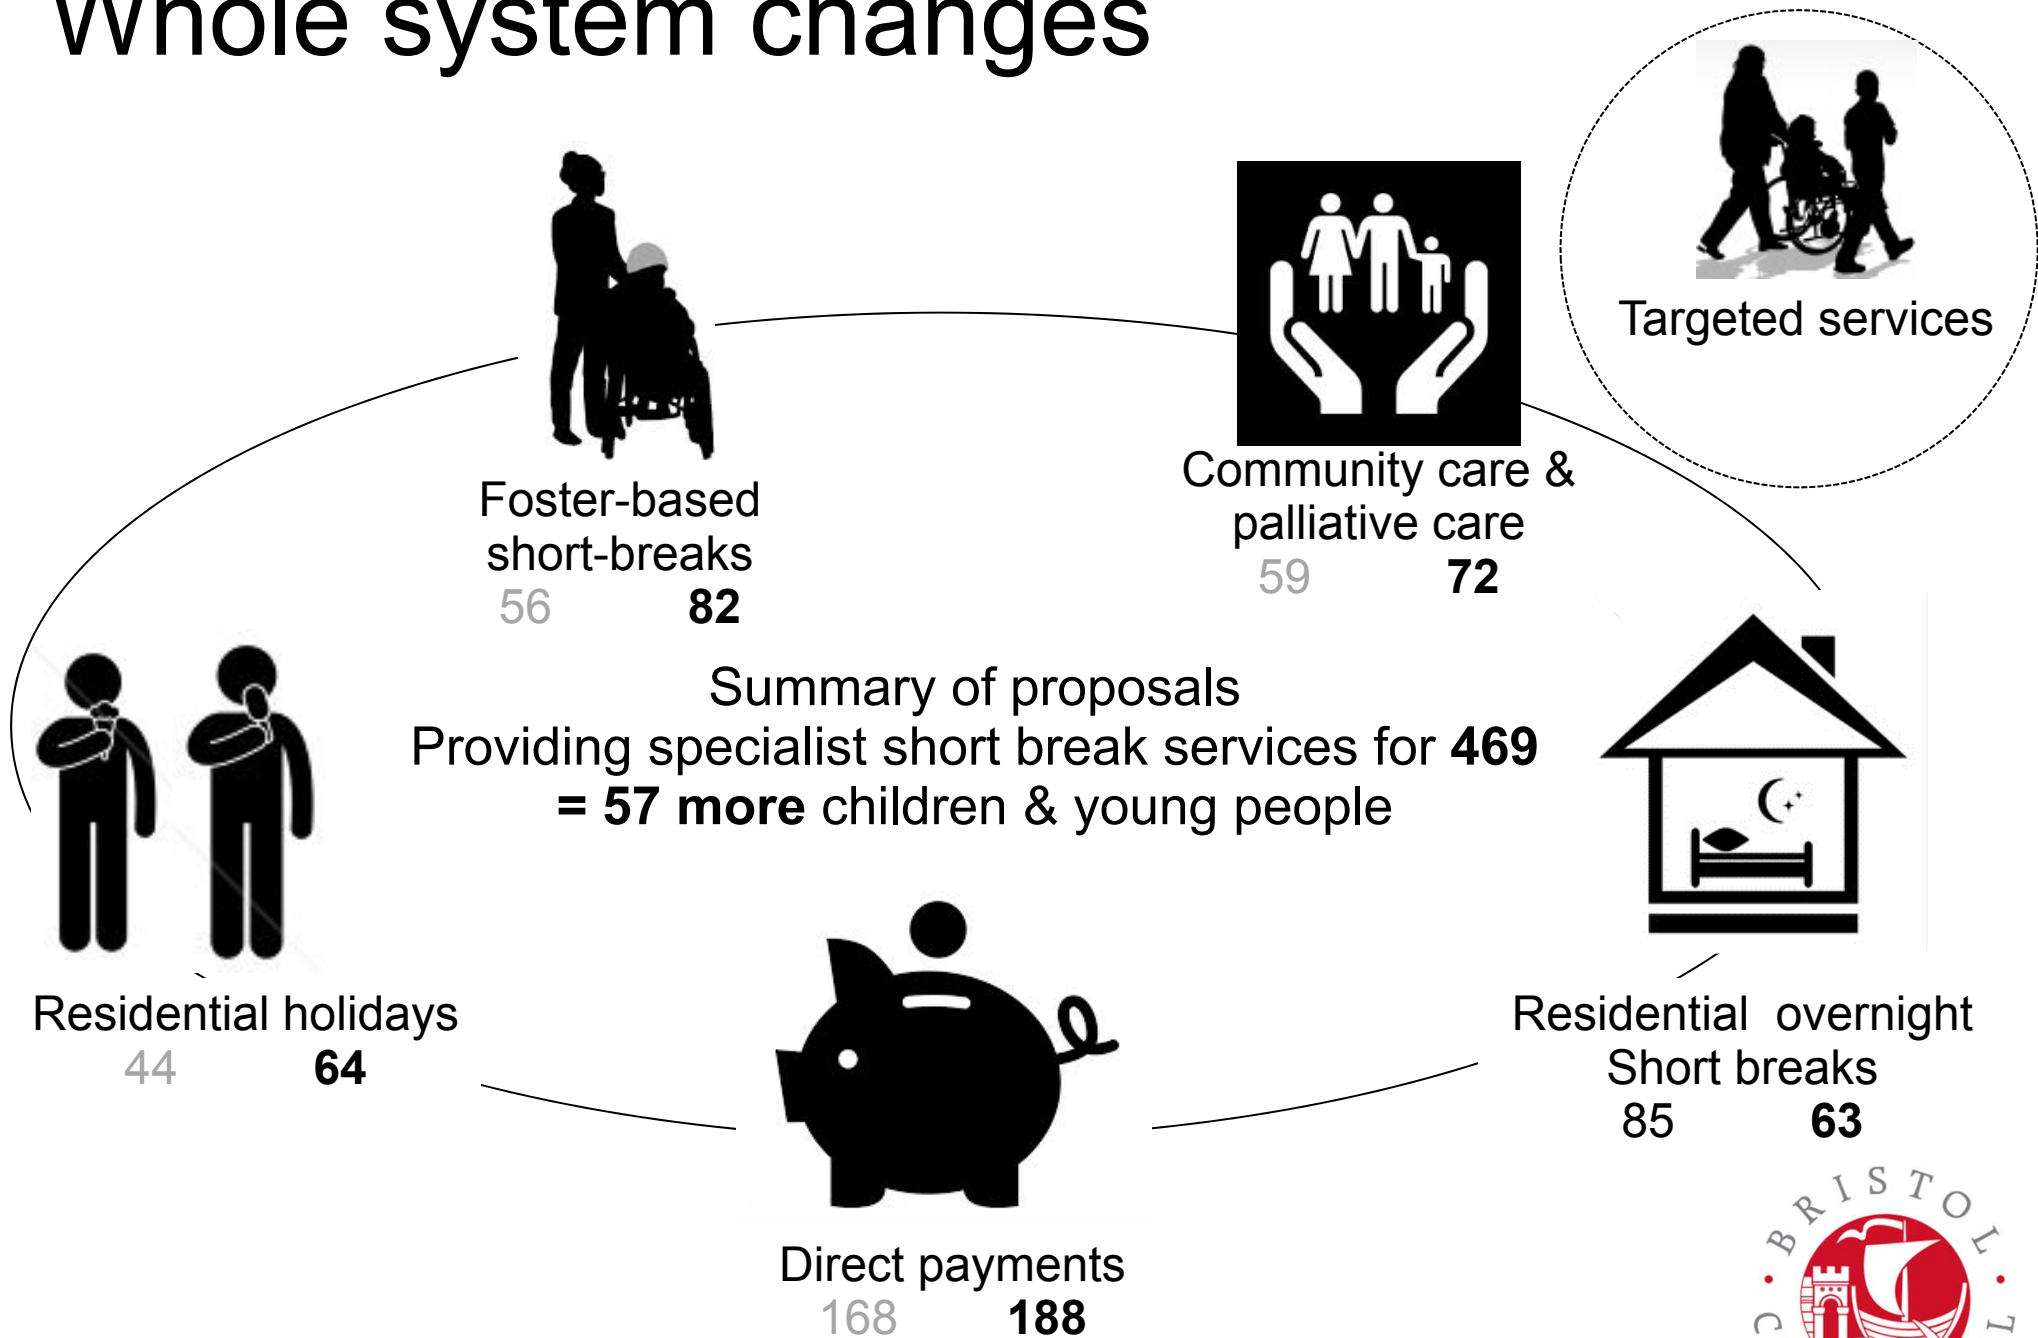 Whole system changes
Targeted services
Foster-based
short-breaks
56 82
Community care &
palliative care
59 72
Summary of proposals
Providing specialist short break services for 469
= 57 more children & young people
Residential holidays
44 64
Residential overnight
Short breaks
85 63
Direct payments
168 188
BRISTOL